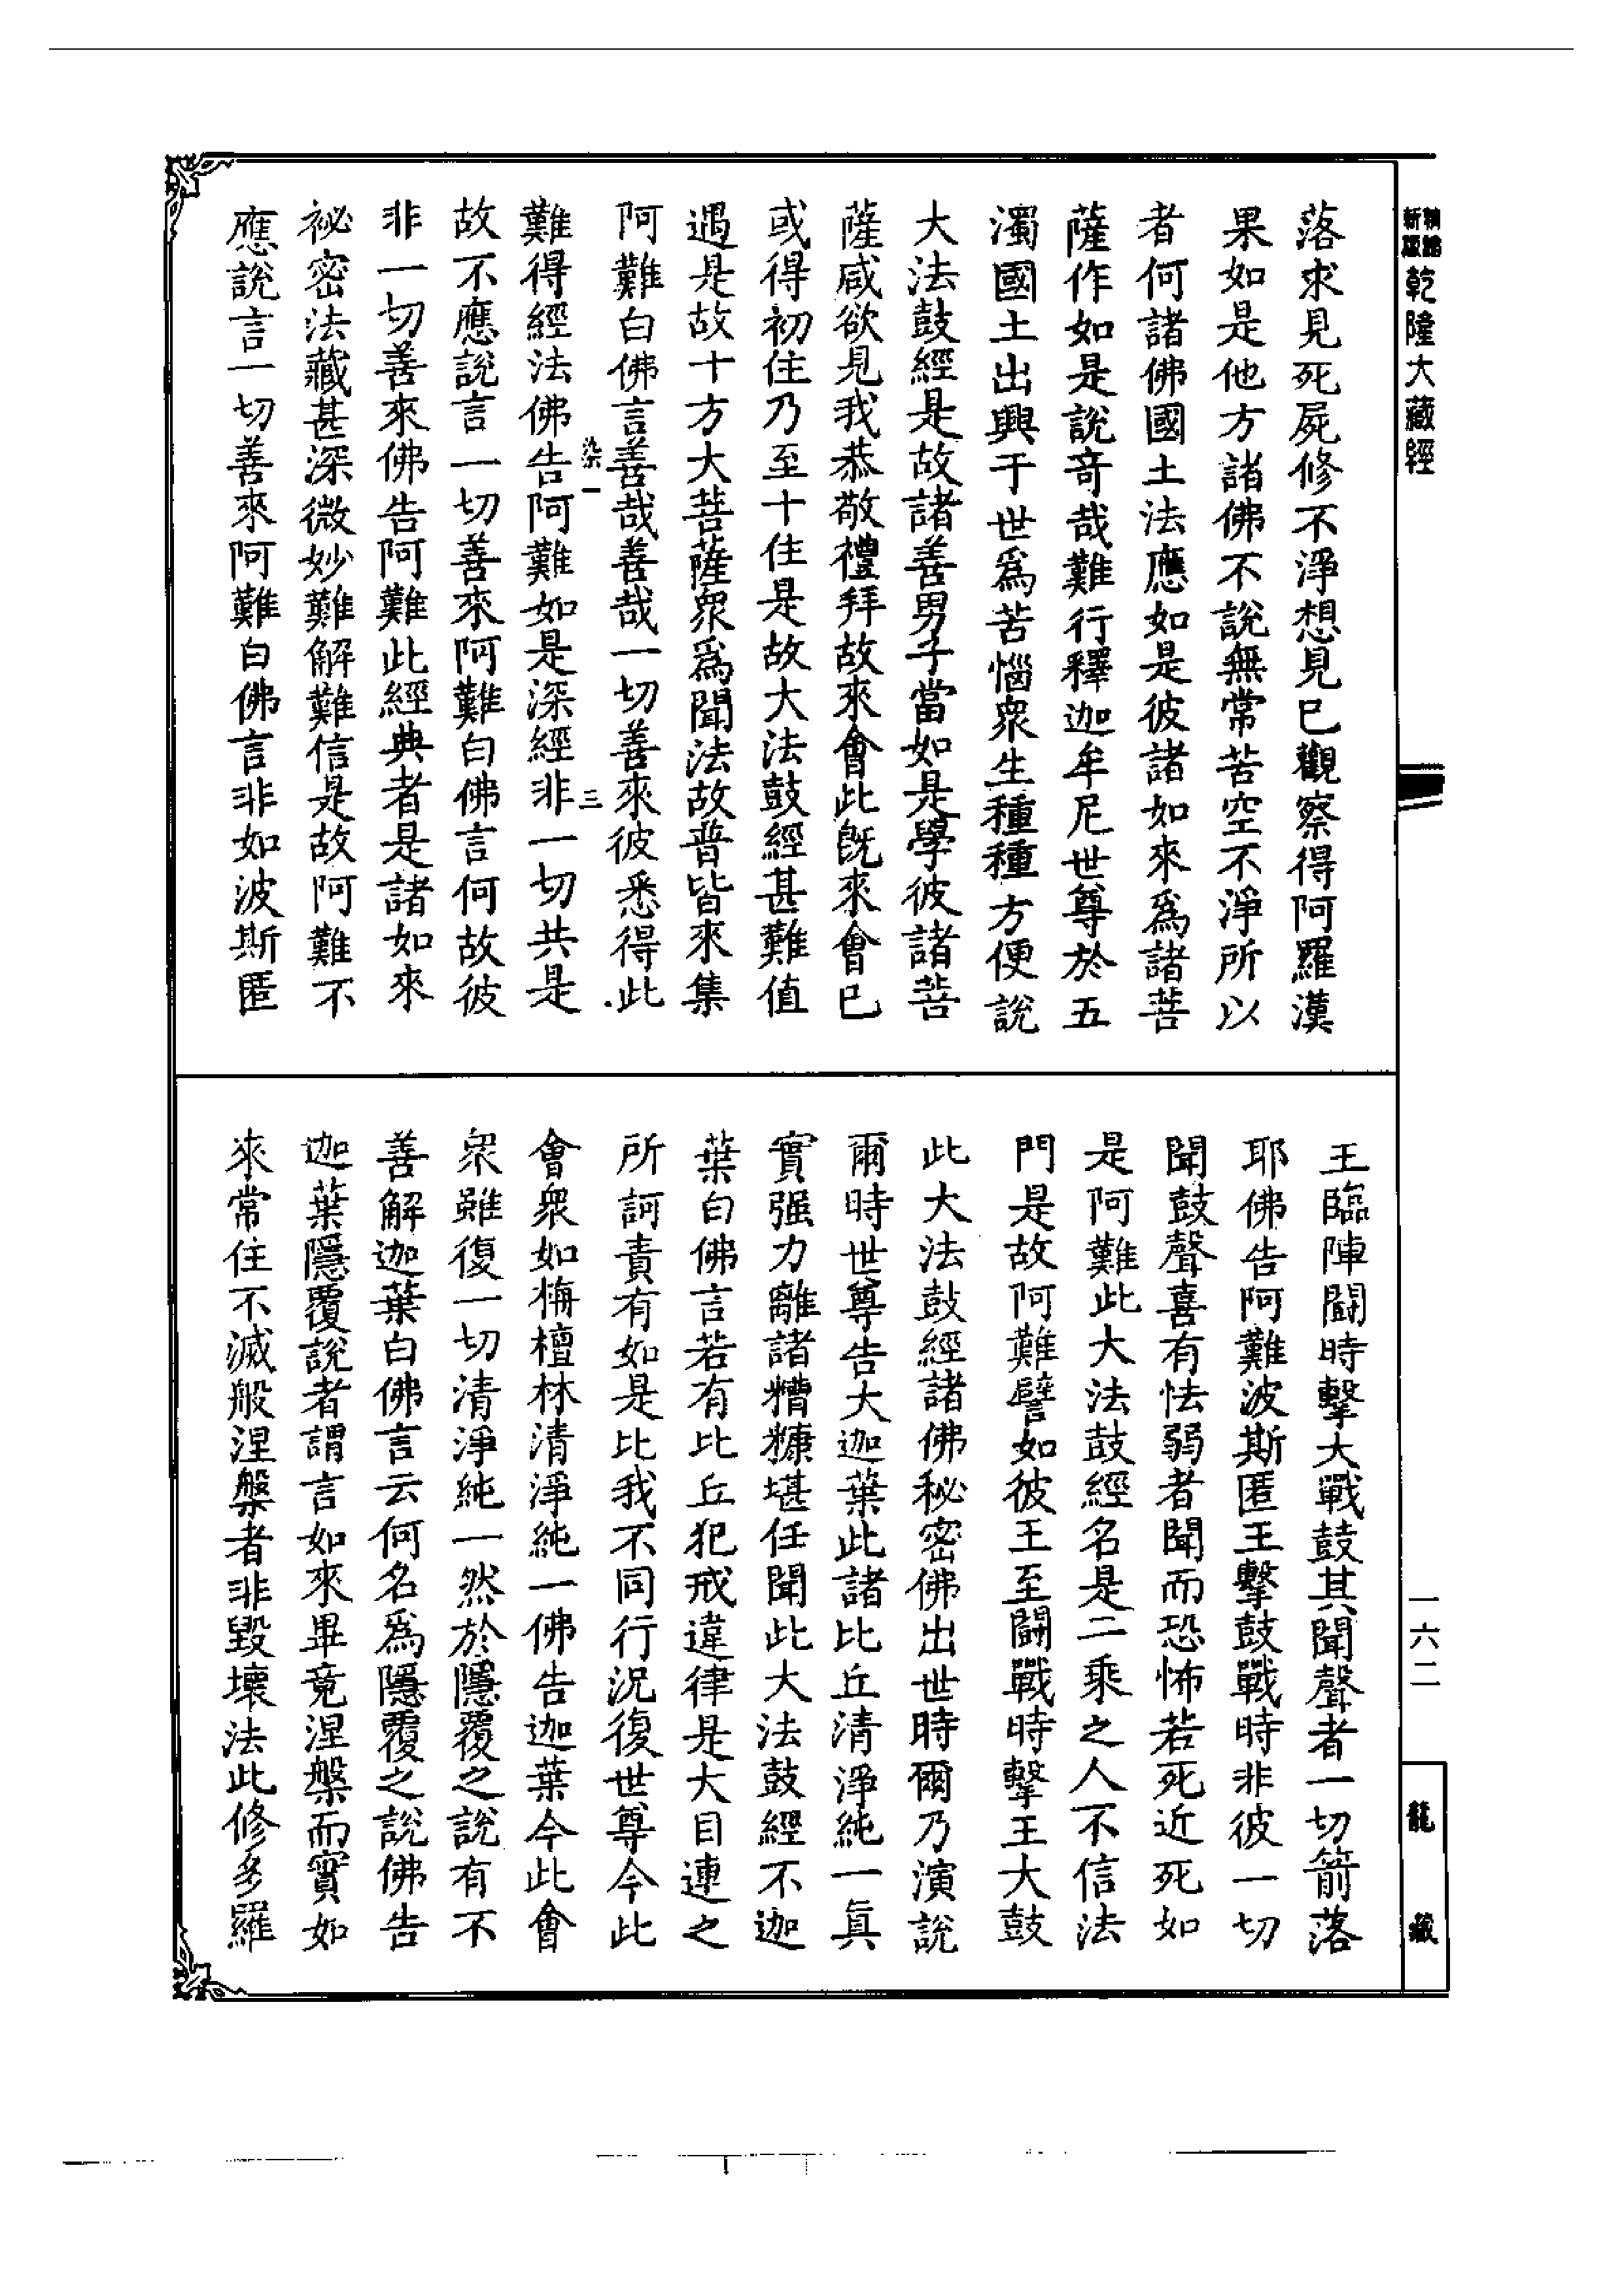 新版
精縮
乾隆大藏經
落求見死屍修不淨想見已觀察得阿羅漢
果如是他方諸佛不說無常苦空不淨所以
者何諸佛國土法應如是彼諸如來爲諸菩
薩作如是說奇哉難行釋迦牟尼世尊於五
濁國土出興于世爲苦惱衆生種種方便說
大法鼓經是故諸善男子當如是學彼諸菩
薩咸欲見我恭敬禮拜故來會此旣來會已
或得初住乃至十住是故大法鼓經甚難值
遇是故十方大菩薩衆爲聞法故普皆來集
阿難白佛言善哉善哉一切善來彼悉得此
染一
三
難得經法佛告阿難如是深經非一切共是
故不應說言一切善來阿難白佛言何故彼
非一切善來佛告阿難此經典者是諸如來
祕密法藏甚深微妙難解難信是故阿難不
應說言一切善來阿難白佛言非如波斯匿
王臨陣鬪時擊大戰鼓其聞聲者一切箭落
耶佛告阿難波斯匿王擊鼓戰時非彼一切
聞鼓聲喜有怯弱者聞而恐怖若死近死如
是阿難此大法鼓經名是二乘之人不信法
門是故阿難譬如彼王至鬪戰時擊王大鼓
此大法鼓經諸佛秘密佛出世時爾乃演說
爾時世尊告大迦葉此諸比丘清淨純一眞
實强力離諸糟糠堪任聞此大法鼓經不迦
葉白佛言若有比丘犯戒違律是大目連之
所訶責有如是比我不同行況復世尊今此
會衆如栴檀林清淨純一佛告迦葉今此會
衆雖復一切清淨純一然於隱覆之說有不
善解迦葉白佛言云何名爲隱覆之說佛告
迦葉隱覆說者謂言如來畢竟涅槃而實如
來常住不滅般涅槃者非毀壞法此修多羅
一六二
龍藏